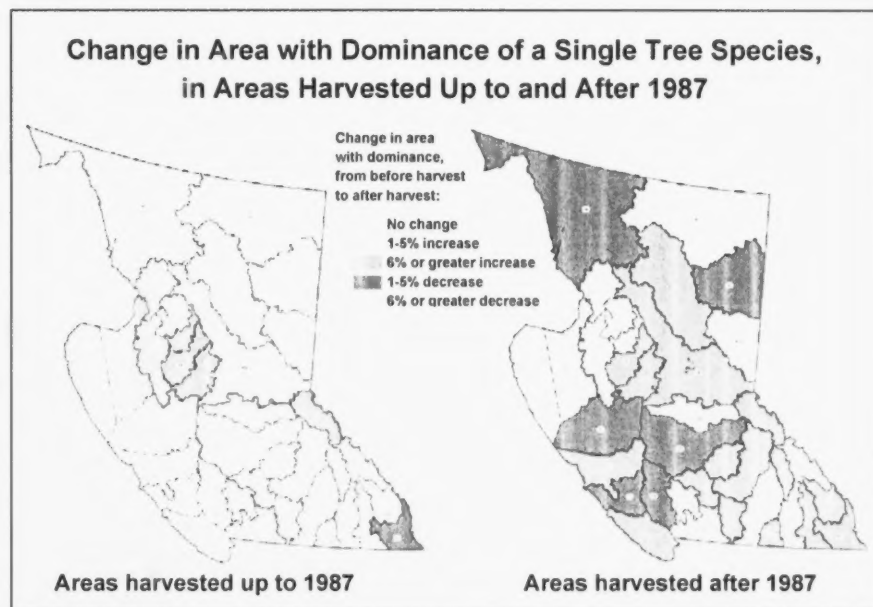 Change in Area with Dominance of a Single Tree Species,
in Areas Harvested Up to and After 1987
Change in area
with dominance,
from before harvest
to after harvest:
No change
1-5% increase
6% or greater increase
1-5% decrease
6% or greater decrease
Areas harvested up to 1987
Areas harvested after 1987